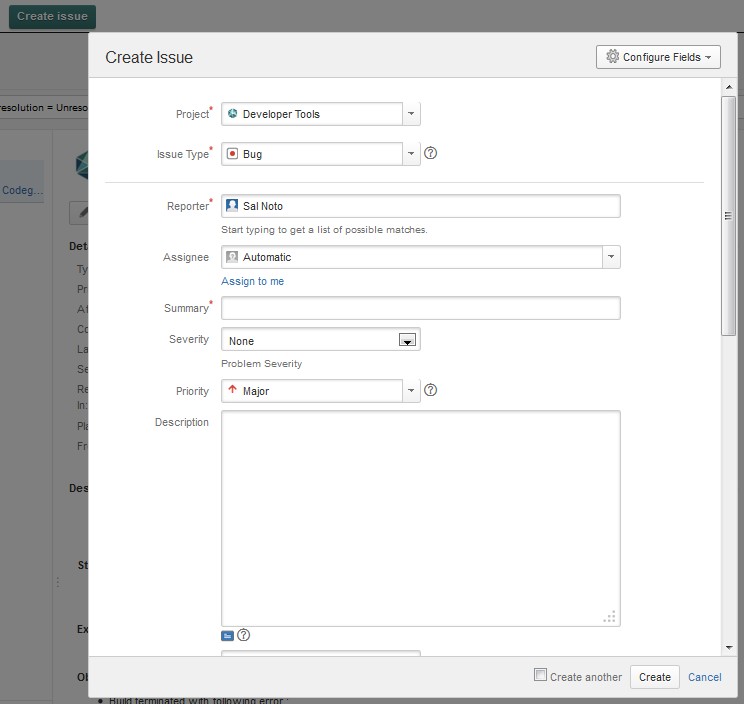 Create issue
Create Issue
Configure Fields
resolution = Unreso
Project*
Developer Tools
Issue Type*
Bug
Codeg...
Reporter*
Sal Noto
Start typing to get a list of possible matches.
Det
Assignee
Automatic
Ty
Assign to me
Pr
Summary*
Af
Co
Severity
None
La
Problem Severity
Se
Re
Priority
Major
In:
Description
Pla
Fr
Des
St
Ex
Ob
Create another
Create
Cancel
Build terminated with following error :